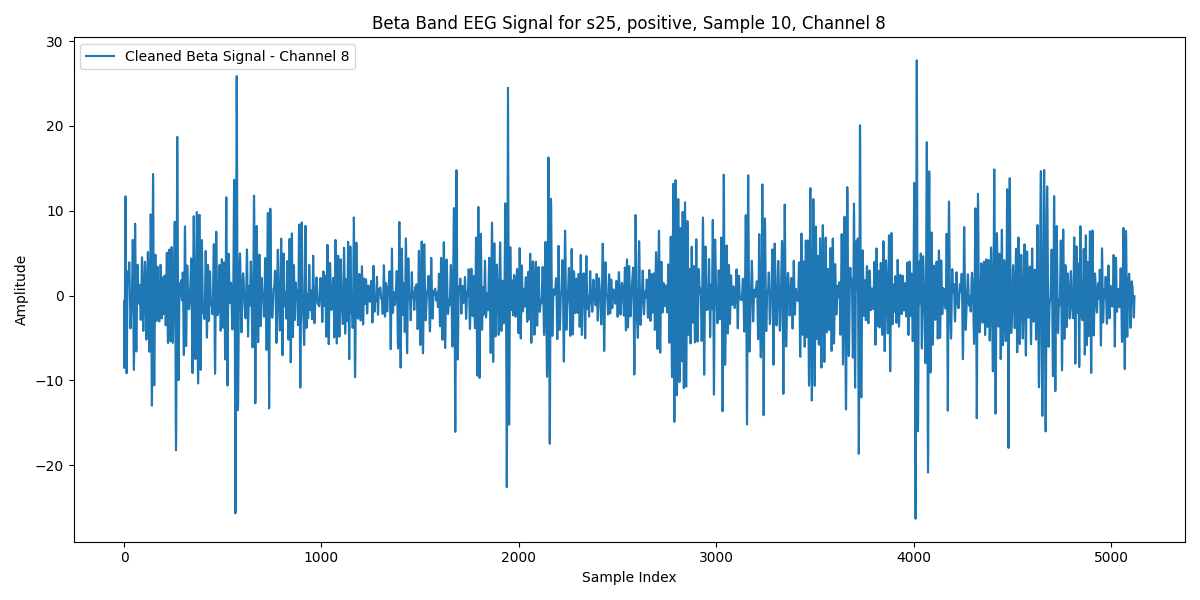 Beta Band EEG Signal for s25, positive, Sample 10, Channel 8
Cleaned Beta Signal - Channel 8
Amplitude
30
20
10
0
−10
−20
0 1000 2000 3000 4000 5000
Sample Index